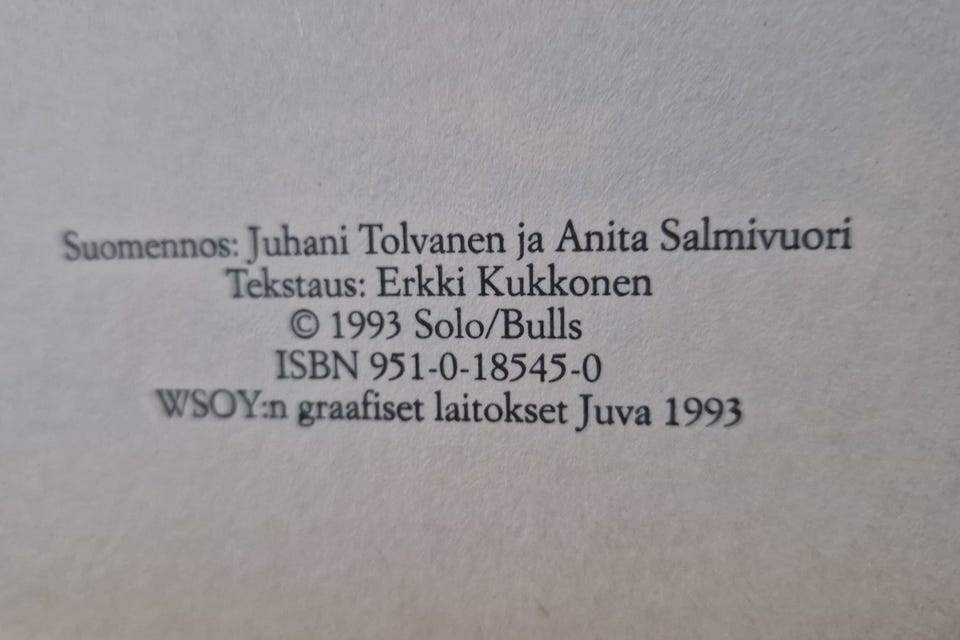 Suomennos: Juhani Tolvanen ja Anita Salmivuori
Tekstaus: Erkki Kukkonen
© 1993 Solo/Bulls
ISBN 951-0-18545-0
WSOY:n graafiset laitokset Juva 1993